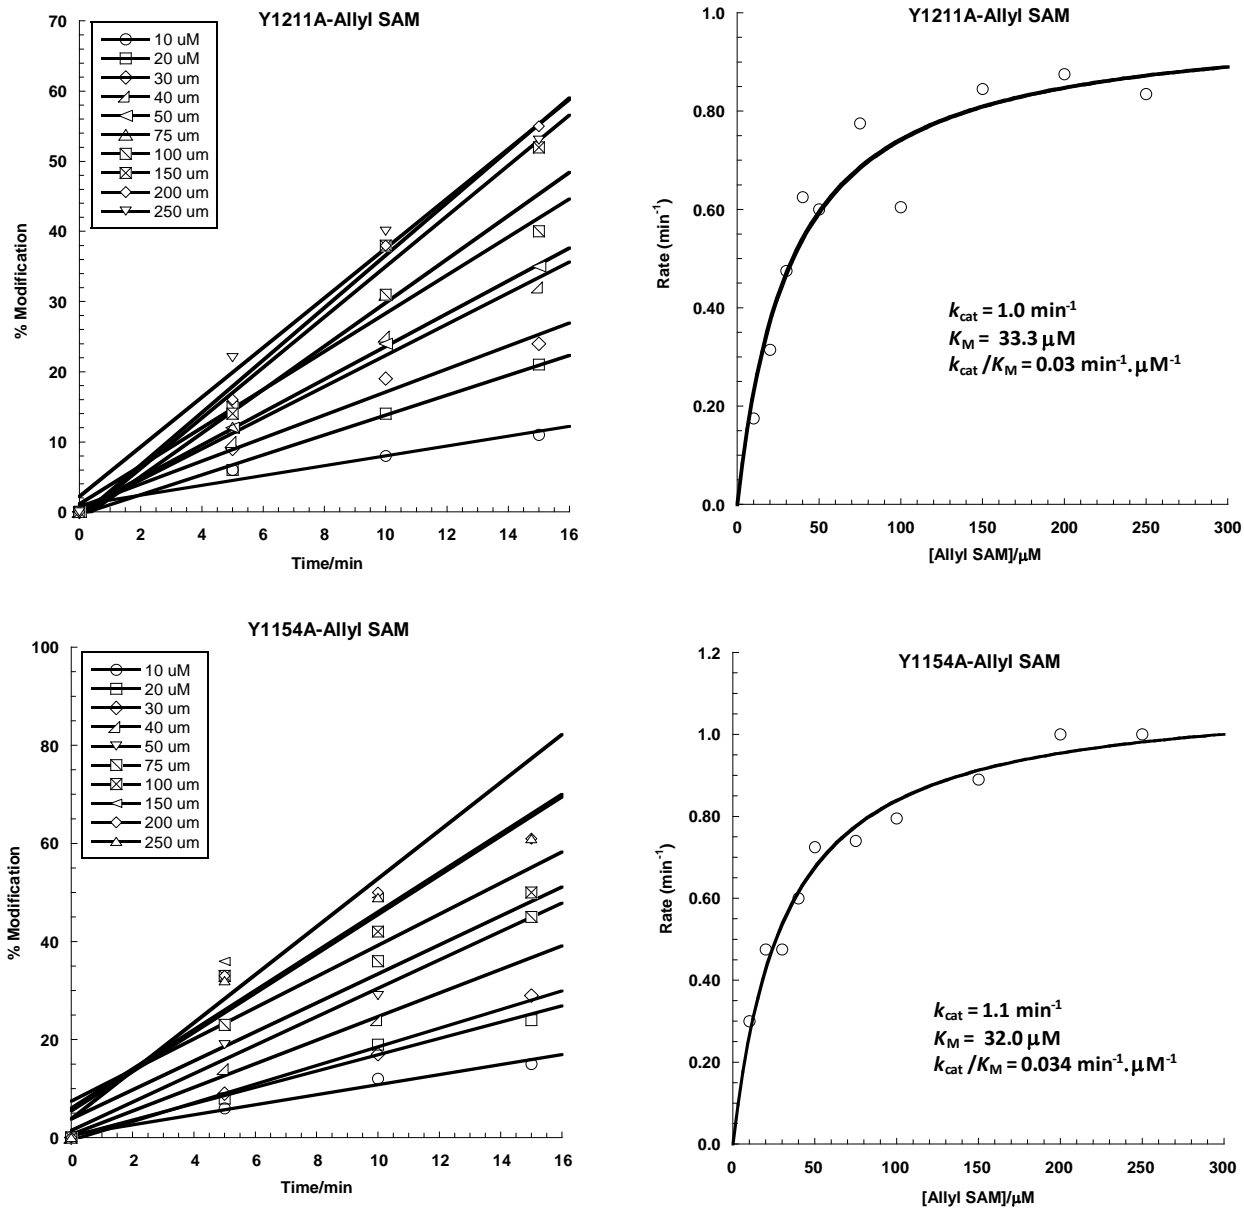 Y1211A-Allyl SAM
10 uM
20 uM
30 um
40 um
50 um
75 um
100 um
150 um
200 um
250 um
70
60
50
40
30
20
10
0
% Modification
0 2 4 6 8 10 12 14 16
Time/min
Y1211A-Allyl SAM
1.0
0.80
0.60
0.40
0.20
0.0
Rate (min⁻¹)
kcat = 1.0 min⁻¹
KM = 33.3 µM
kcat /KM = 0.03 min⁻¹.µM⁻¹
0 50 100 150 200 250 300
[Allyl SAM]/µM
Y1154A-Allyl SAM
10 uM
20 uM
30 um
40 um
50 um
75 um
100 um
150 um
200 um
250 um
100
80
60
40
20
0
% Modification
0 2 4 6 8 10 12 14 16
Time/min
Y1154A-Allyl SAM
1.2
1.0
0.80
0.60
0.40
0.20
0.0
Rate (min⁻¹)
kcat = 1.1 min⁻¹
KM = 32.0 µM
kcat /KM = 0.034 min⁻¹.µM⁻¹
0 50 100 150 200 250 300
[Allyl SAM]/µM